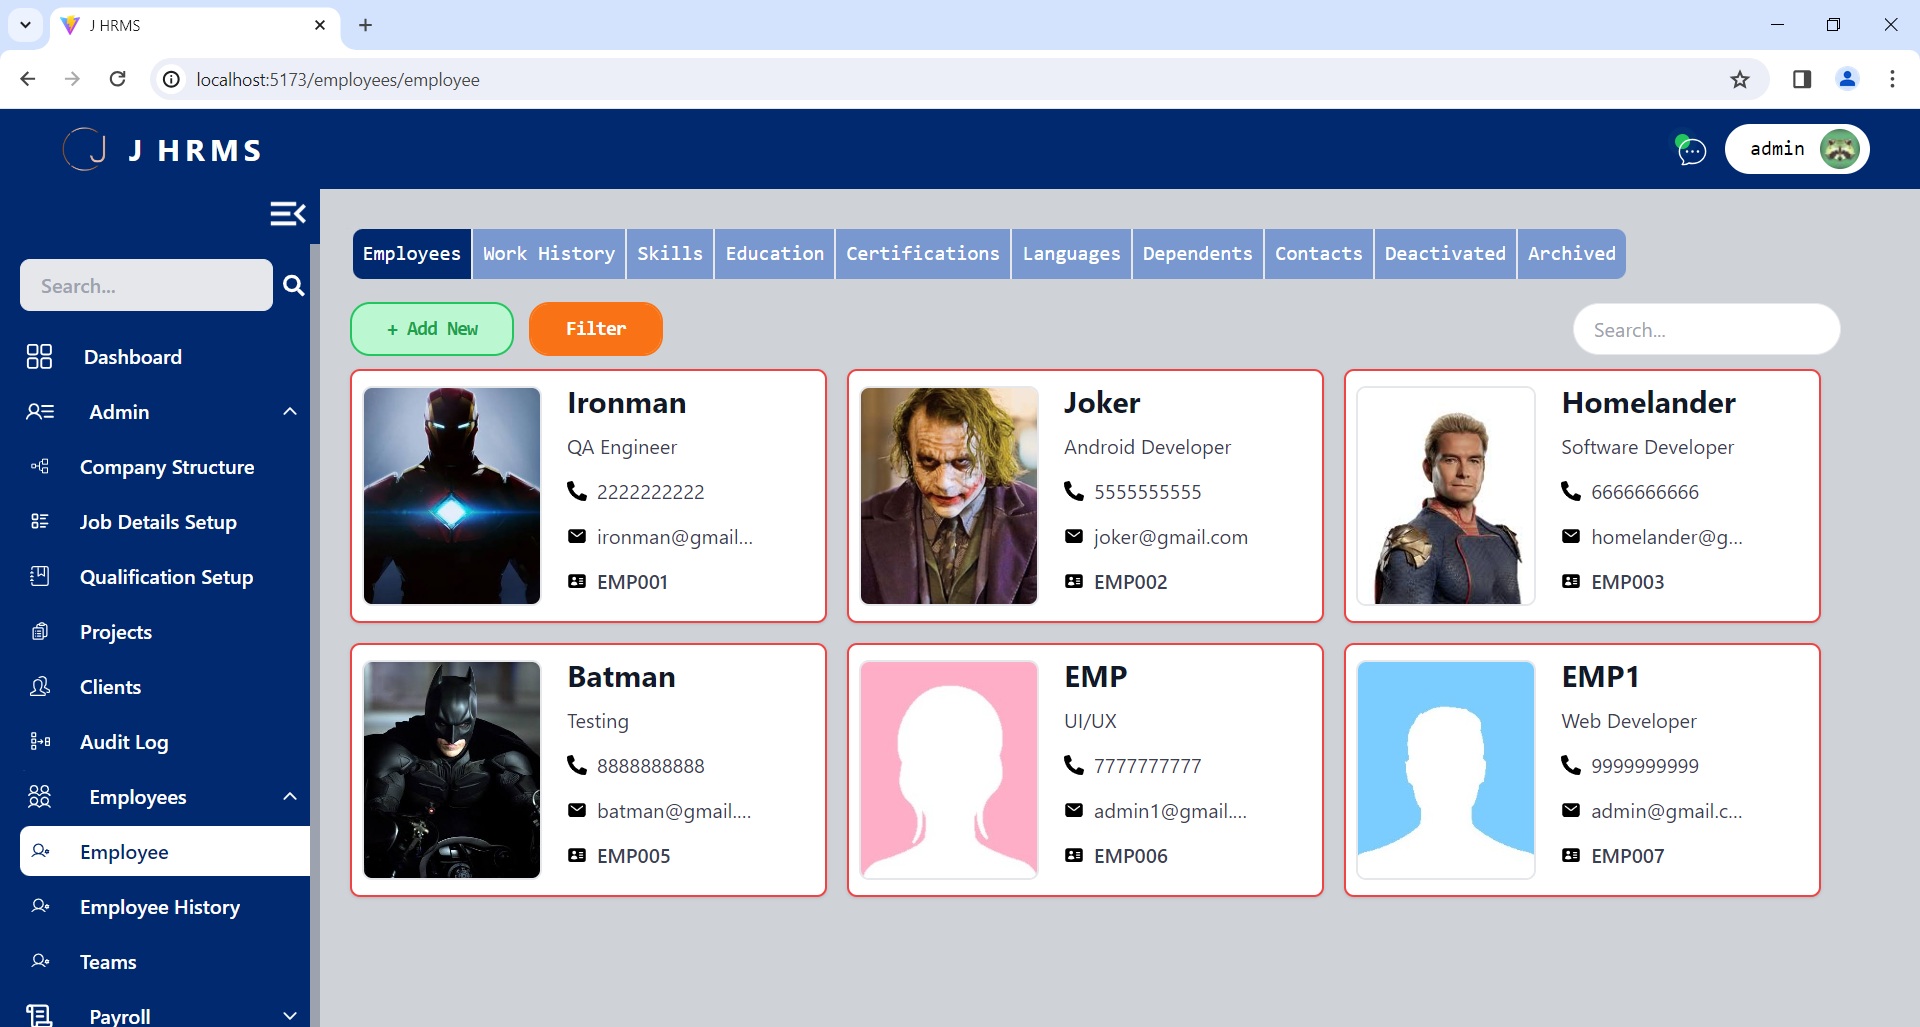 J HRMS
localhost:5173/employees/employee
J HRMS
admin
Search...
Dashboard
Admin
Company Structure
Job Details Setup
Qualification Setup
Projects
Clients
Audit Log
Employees
Employee
Employee History
Teams
Payroll
Employees Work History Skills Education Certifications Languages Dependents Contacts Deactivated Archived
+ Add New Filter Search...
Ironman
QA Engineer
2222222222
ironman@gmail...
EMP001
Joker
Android Developer
5555555555
joker@gmail.com
EMP002
Homelander
Software Developer
6666666666
homelander@g...
EMP003
Batman
Testing
8888888888
batman@gmail....
EMP005
EMP
UI/UX
7777777777
admin1@gmail....
EMP006
EMP1
Web Developer
9999999999
admin@gmail.c...
EMP007